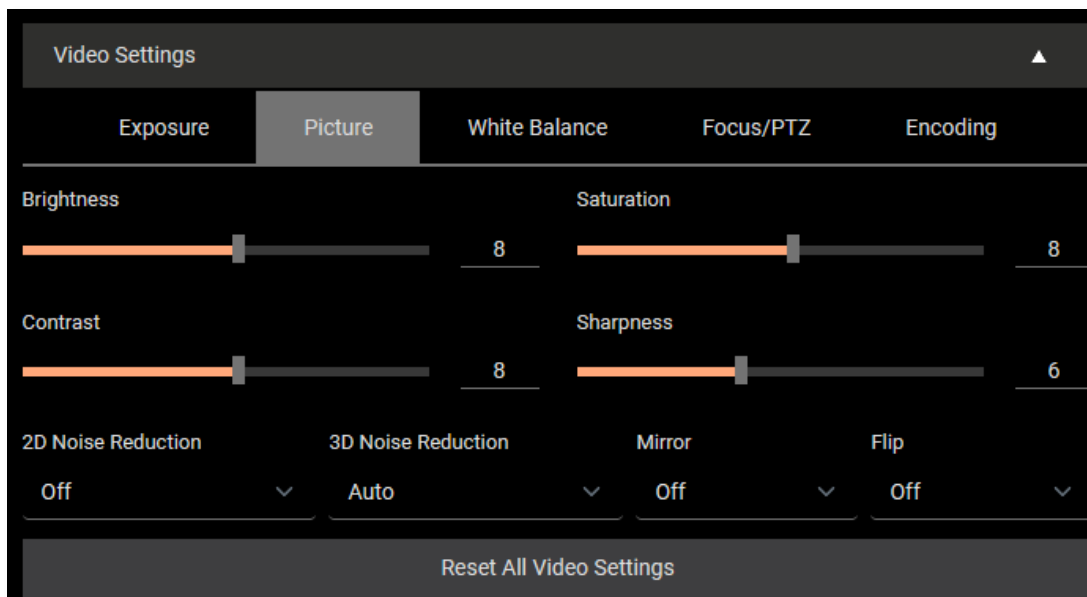 Video Settings
Exposure Picture White Balance Focus/PTZ Encoding
Brightness Saturation
8 8
Contrast Sharpness
8 6
2D Noise Reduction 3D Noise Reduction Mirror Flip
Off Auto Off Off
Reset All Video Settings